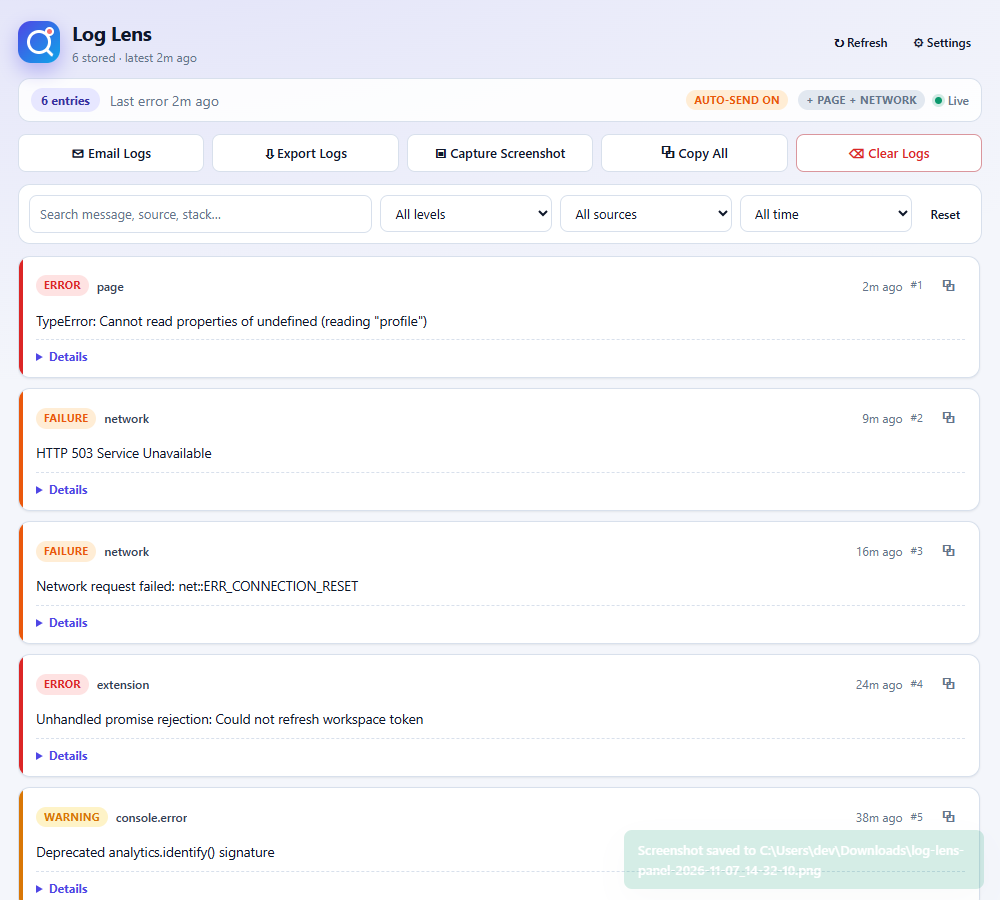 Log Lens
6 stored · latest 2m ago
↻ Refresh
⚙ Settings
6 entries
Last error 2m ago
AUTO-SEND ON
+ PAGE + NETWORK
Live
Email Logs
Export Logs
Capture Screenshot
Copy All
Clear Logs
Search message, source, stack...
All levels
All sources
All time
Reset
ERROR
page
2m ago #1
TypeError: Cannot read properties of undefined (reading "profile")
Details
FAILURE
network
9m ago #2
HTTP 503 Service Unavailable
Details
FAILURE
network
16m ago #3
Network request failed: net::ERR_CONNECTION_RESET
Details
ERROR
extension
24m ago #4
Unhandled promise rejection: Could not refresh workspace token
Details
WARNING
console.error
38m ago #5
Deprecated analytics.identify() signature
Details
Screenshot saved to C:\Users\dev\Downloads\log-lens-
panel-2026-11-07_14-32-10.png